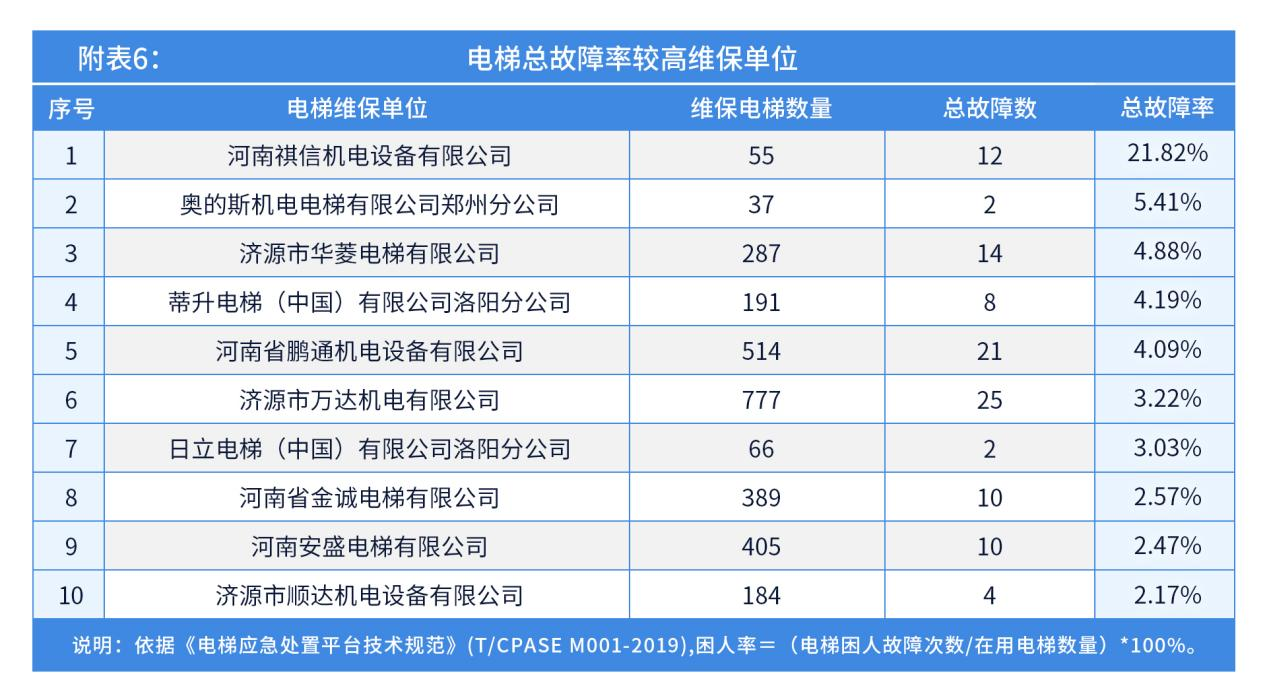 附表6： 电梯总故障率较高维保单位
序号 电梯维保单位 维保电梯数量 总故障数 总故障率
1 河南祺信机电设备有限公司 55 12 21.82%
2 奥的斯机电电梯有限公司郑州分公司 37 2 5.41%
3 济源市华菱电梯有限公司 287 14 4.88%
4 蒂升电梯（中国）有限公司洛阳分公司 191 8 4.19%
5 河南省鹏通机电设备有限公司 514 21 4.09%
6 济源市万达机电有限公司 777 25 3.22%
7 日立电梯（中国）有限公司洛阳分公司 66 2 3.03%
8 河南省金诚电梯有限公司 389 10 2.57%
9 河南安盛电梯有限公司 405 10 2.47%
10 济源市顺达机电设备有限公司 184 4 2.17%
说明：依据《电梯应急处置平台技术规范》(T/CPASE M001-2019),困人率＝（电梯困人故障次数/在用电梯数量）*100%。